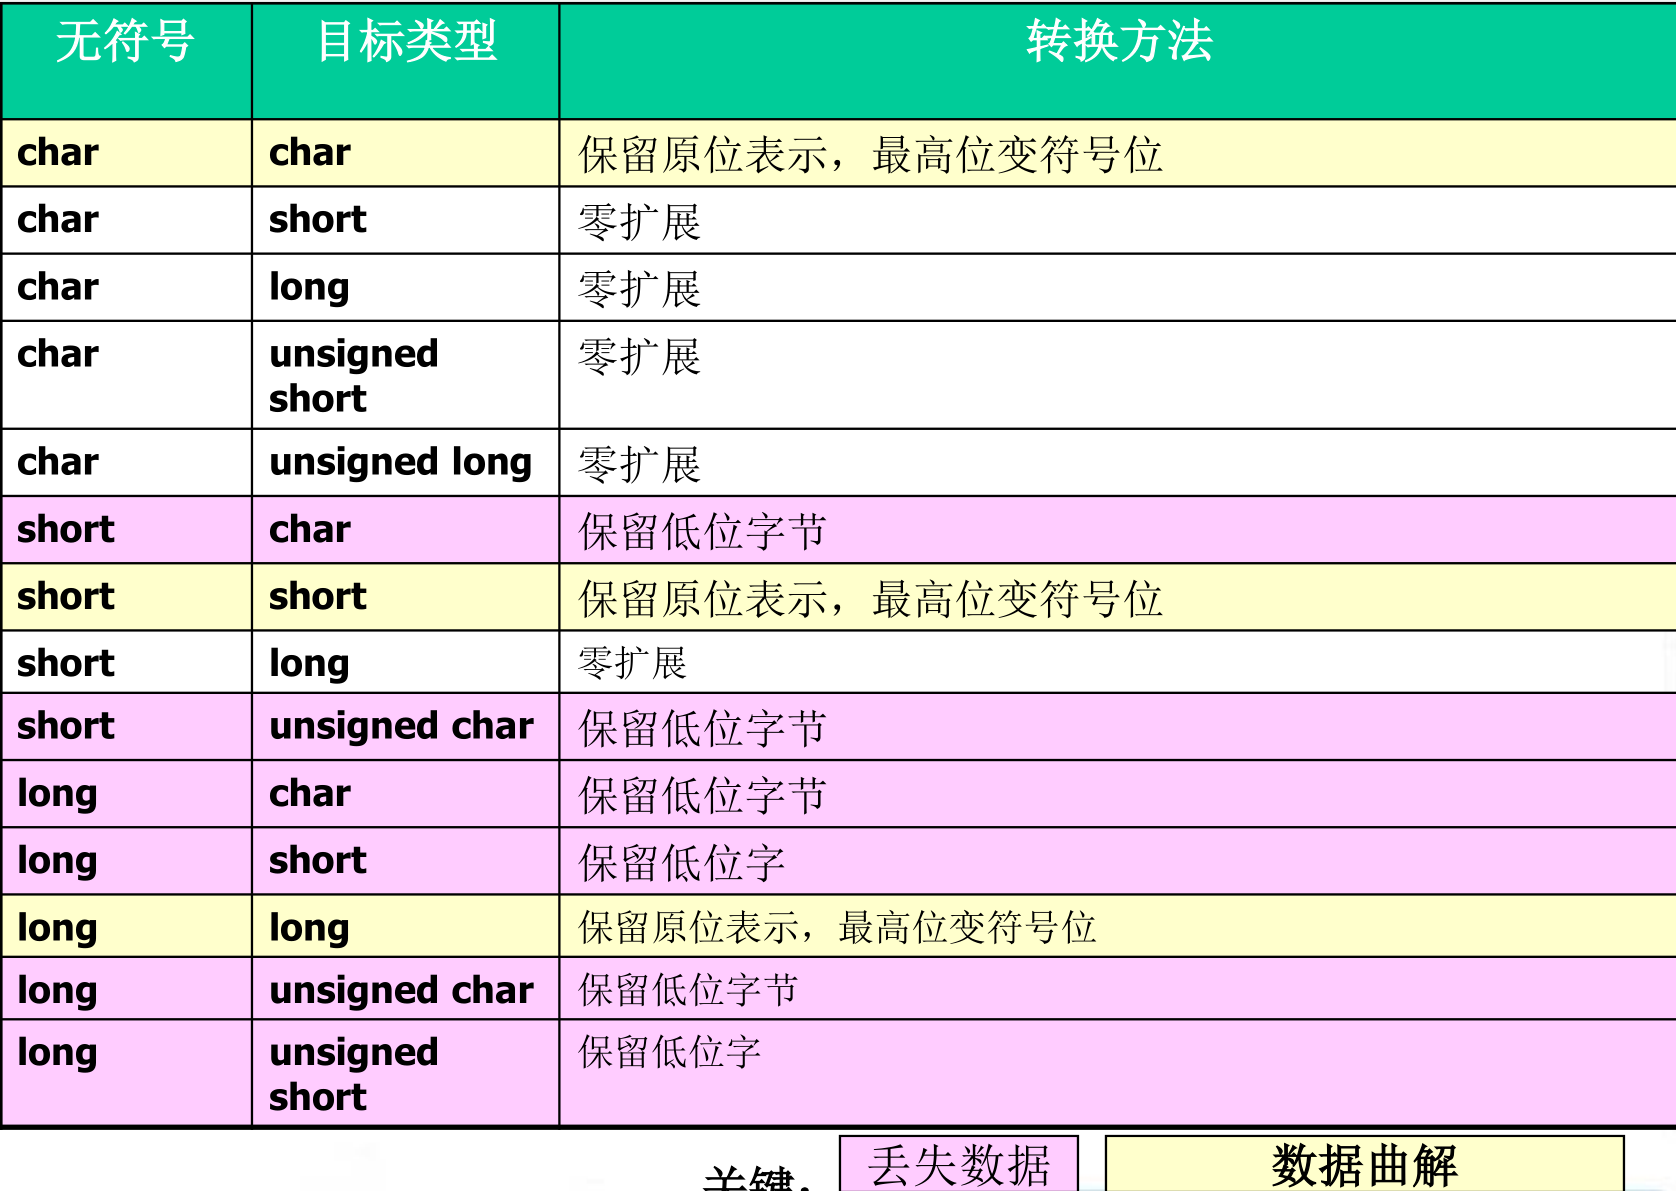 无符号 目标类型 转换方法
char char 保留原位表示，最高位变符号位
char short 零扩展
char long 零扩展
char unsigned 零扩展
short
char unsigned long 零扩展
short char 保留低位字节
short short 保留原位表示，最高位变符号位
short long 零扩展
short unsigned char 保留低位字节
long char 保留低位字节
long short 保留低位字
long long 保留原位表示，最高位变符号位
long unsigned char 保留低位字节
long unsigned 保留低位字
short
关键： 丢失数据 数据曲解